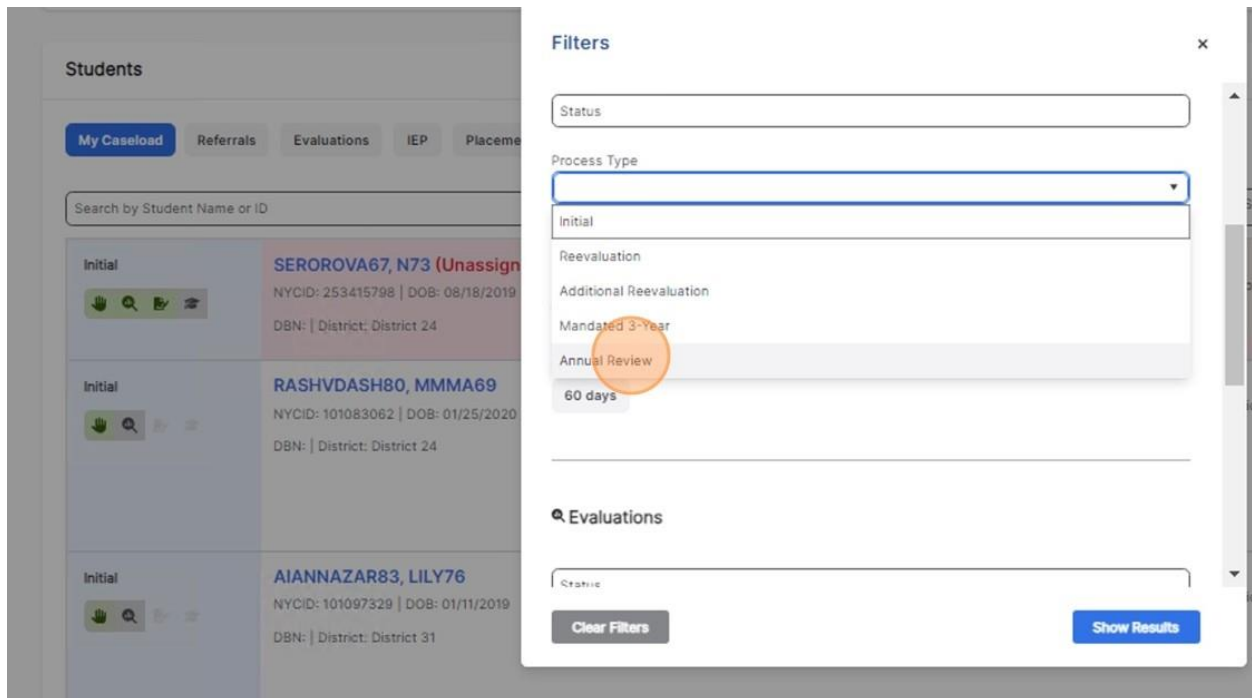 Students
My Caseload Referrals Evaluations IEP Placeme
Search by Student Name or ID
Initial
SEROROVA67, N73 (Unassign
NYCID: 253415798 | DOB: 08/18/2019
DBN: | District: District 24
Initial
RASHVDASH80, MMMA69
NYCID: 101083062 | DOB: 01/25/2020
DBN: | District: District 24
Initial
AIANNAZAR83, LILY76
NYCID: 101097329 | DOB: 01/11/2019
DBN: | District: District 31
Filters
×
Status
Process Type
Initial
Reevaluation
Additional Reevaluation
Mandated 3-Year
Annual Review
60 days
Evaluations
Status
Clear Filters Show Results